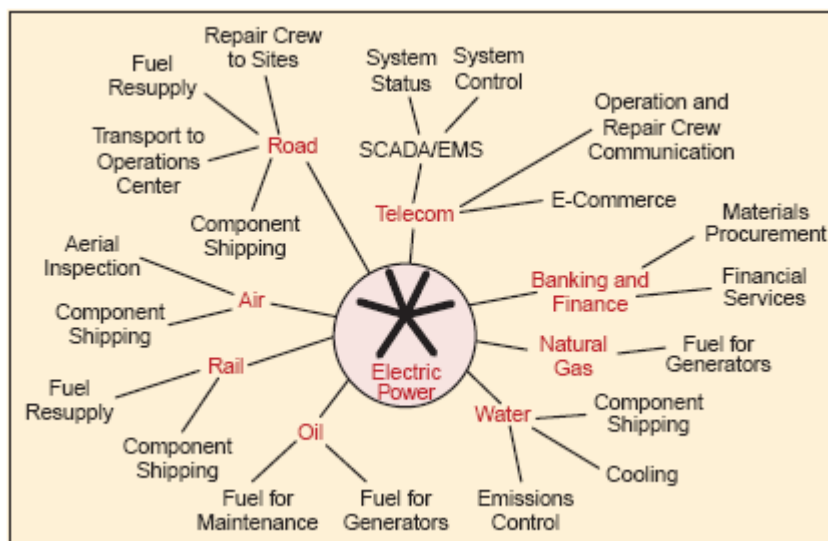 Repair Crew
to Sites
Fuel
Resupply
Transport to
Operations
Center
Road
Component
Shipping
System
Status
System
Control
SCADA/EMS
Telecom
Operation and
Repair Crew
Communication
E-Commerce
Materials
Procurement
Banking and
Finance
Financial
Services
Natural
Gas
Fuel for
Generators
Water
Component
Shipping
Cooling
Emissions
Control
Electric
Power
Oil
Fuel for
Maintenance
Fuel for
Generators
Rail
Fuel
Resupply
Component
Shipping
Air
Aerial
Inspection
Component
Shipping